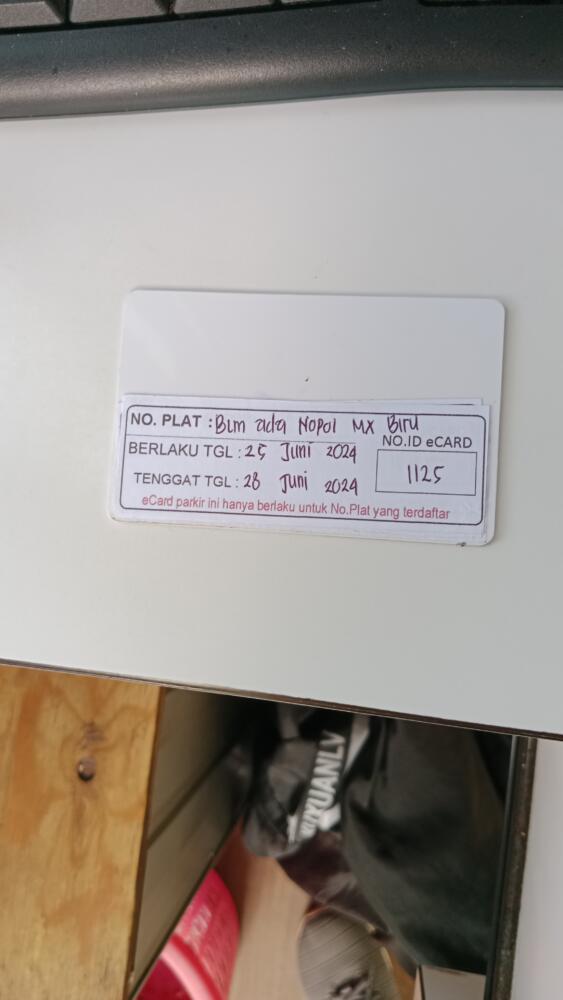 NO. PLAT : Blm ada Nopol MX Biru
NO.ID eCARD
BERLAKU TGL : 25 Juni 2024
1125
TENGGAT TGL : 28 Juni 2024
eCard parkir ini hanya berlaku untuk No.Plat yang terdaftar